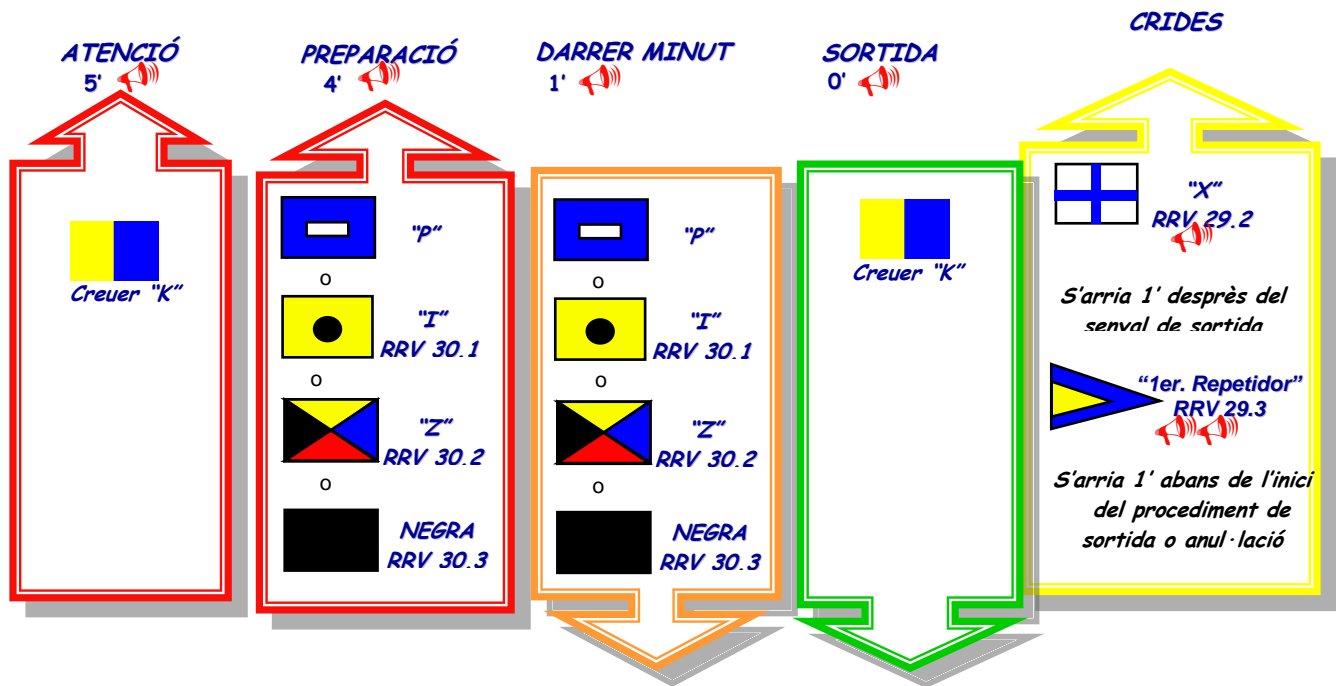 ATENCIÓ
5'
Creuer "K"
PREPARACIÓ
4'
"P"
o
"I"
RRV 30.1
o
"Z"
RRV 30.2
o
NEGRA
RRV 30.3
DARRER MINUT
1'
"P"
o
"I"
RRV 30.1
o
"Z"
RRV 30.2
o
NEGRA
RRV 30.3
SORTIDA
0'
Creuer "K"
CRIDES
"X"
RRV 29.2
S'arria 1' desprès del
senyal de sortida
"1er. Repetidor"
RRV 29.3
S'arria 1' abans de l'inici
del procediment de
sortida o anul·lació